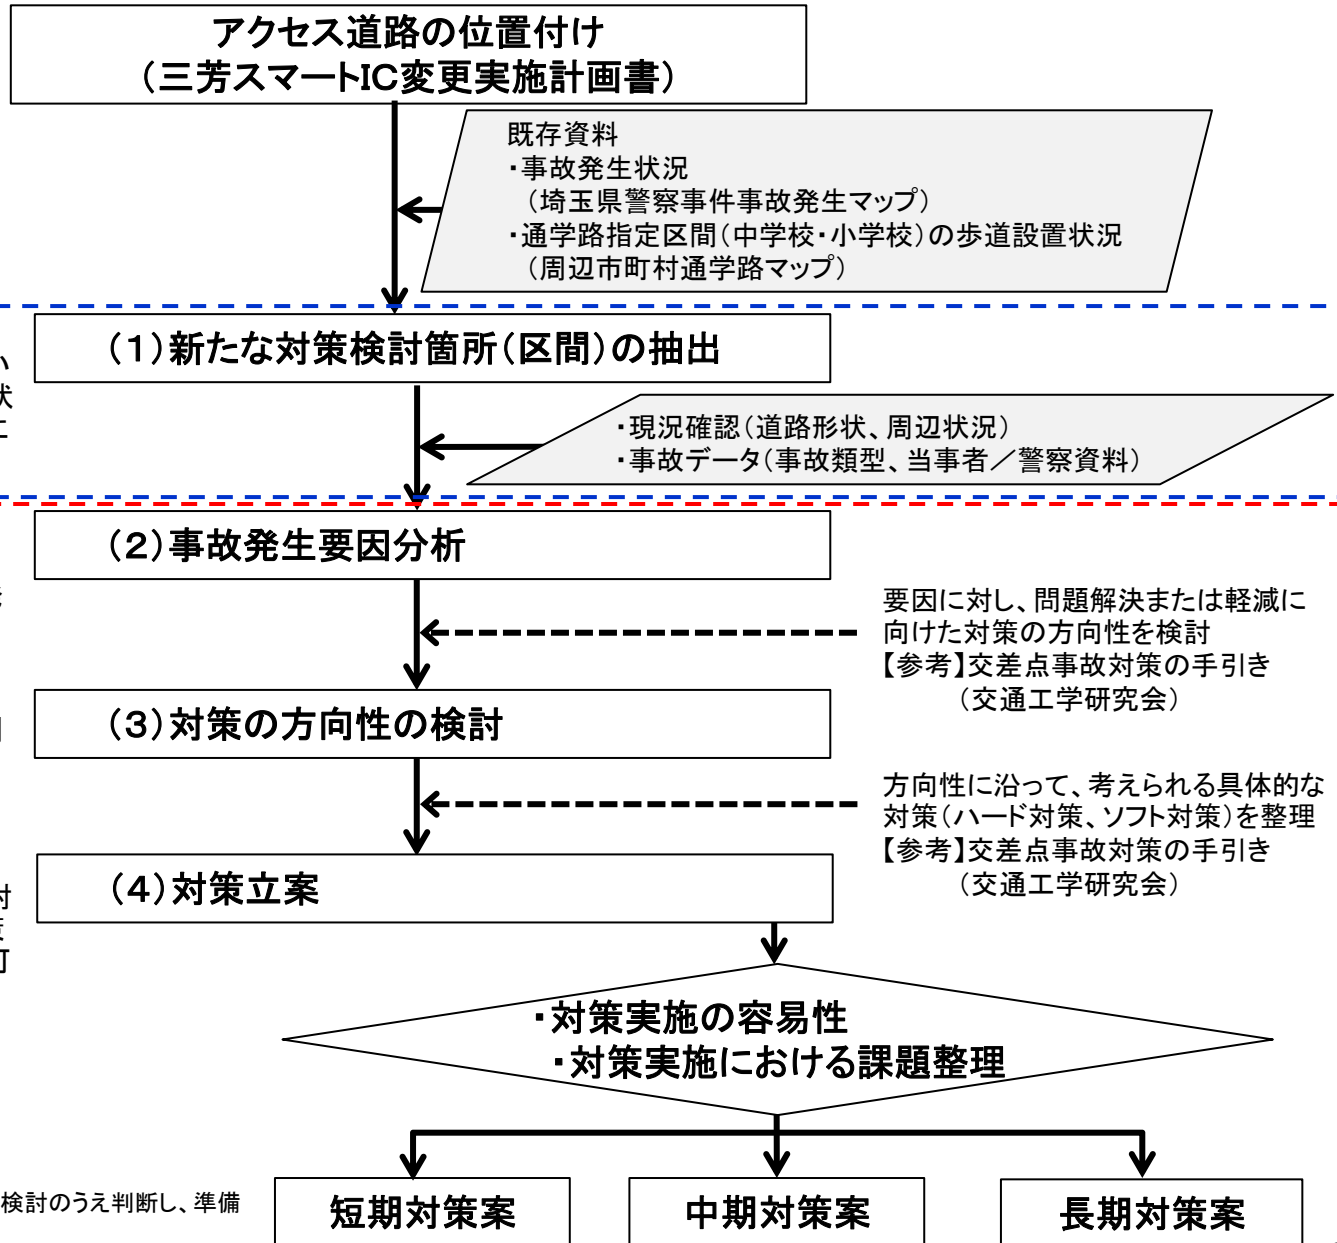 アクセス道路の位置付け
（三芳スマートIC変更実施計画書）
既存資料
・事故発生状況
（埼玉県警察事件事故発生マップ）
・通学路指定区間（中学校・小学校）の歩道設置状況
（周辺市町村通学路マップ）
（1）新たな対策検討箇所（区間）の抽出
い
状
・現況確認（道路形状、周辺状況）
・事故データ（事故類型、当事者／警察資料）
（2）事故発生要因分析
要因に対し、問題解決または軽減に
向けた対策の方向性を検討
【参考】交差点事故対策の手引き
（交通工学研究会）
（3）対策の方向性の検討
方向性に沿って、考えられる具体的な
対策（ハード対策、ソフト対策）を整理
【参考】交差点事故対策の手引き
（交通工学研究会）
（4）対策立案
・対策実施の容易性
・対策実施における課題整理
検討のうえ判断し、準備
短期対策案
中期対策案
長期対策案